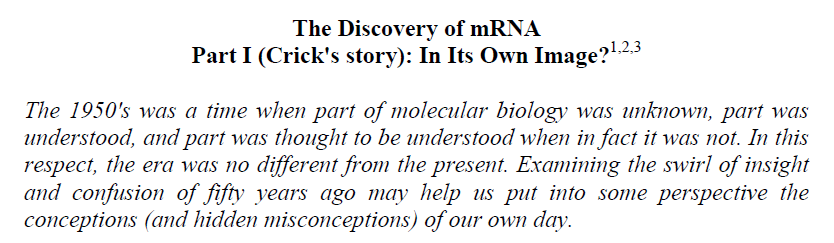 The Discovery of mRNA
Part I (Crick's story): In Its Own Image?1,2,3
The 1950's was a time when part of molecular biology was unknown, part was
understood, and part was thought to be understood when in fact it was not. In this
respect, the era was no different from the present. Examining the swirl of insight
and confusion of fifty years ago may help us put into some perspective the
conceptions (and hidden misconceptions) of our own day.